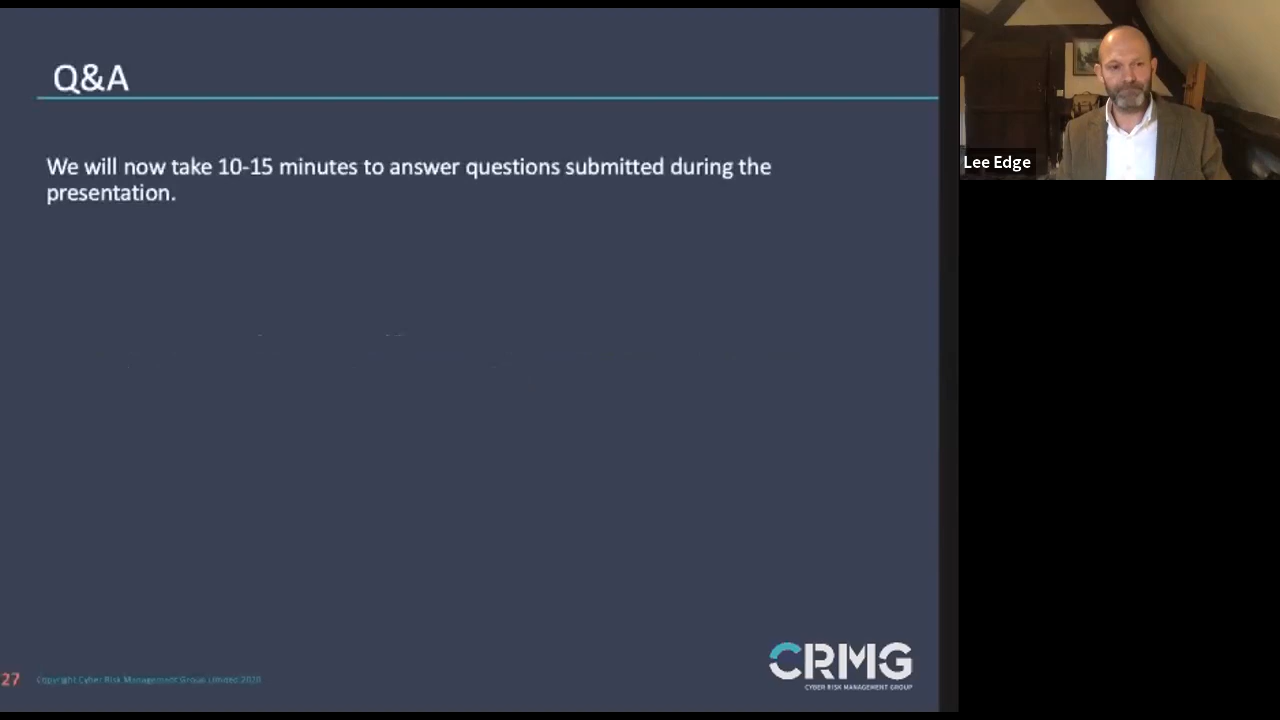 Q&A
We will now take 10-15 minutes to answer questions submitted during the
presentation.
Lee Edge
CRMG
CYBER RISK MANAGEMENT GROUP
27
Copyright Cyber Risk Management Group Limited 2020